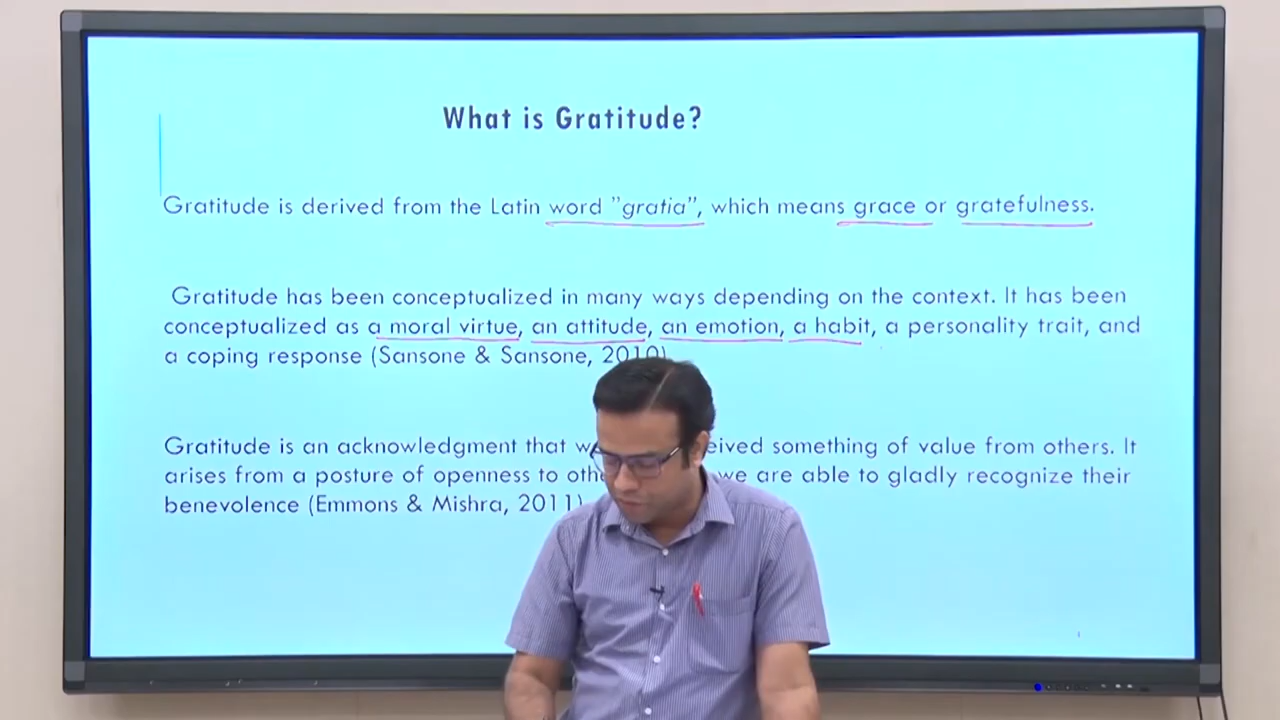 What is Gratitude?
Gratitude is derived from the Latin word "gratia", which means grace or gratefulness.
Gratitude has been conceptualized in many ways depending on the context. It has been
conceptualized as a moral virtue, an attitude, an emotion, a habit, a personality trait, and
a coping response (Sansone & Sansone, 2010)
Gratitude is an acknowledgment that something of value from others. It
arises from a posture of openness to we are able to gladly recognize their
benevolence (Emmons & Mishra, 2011)